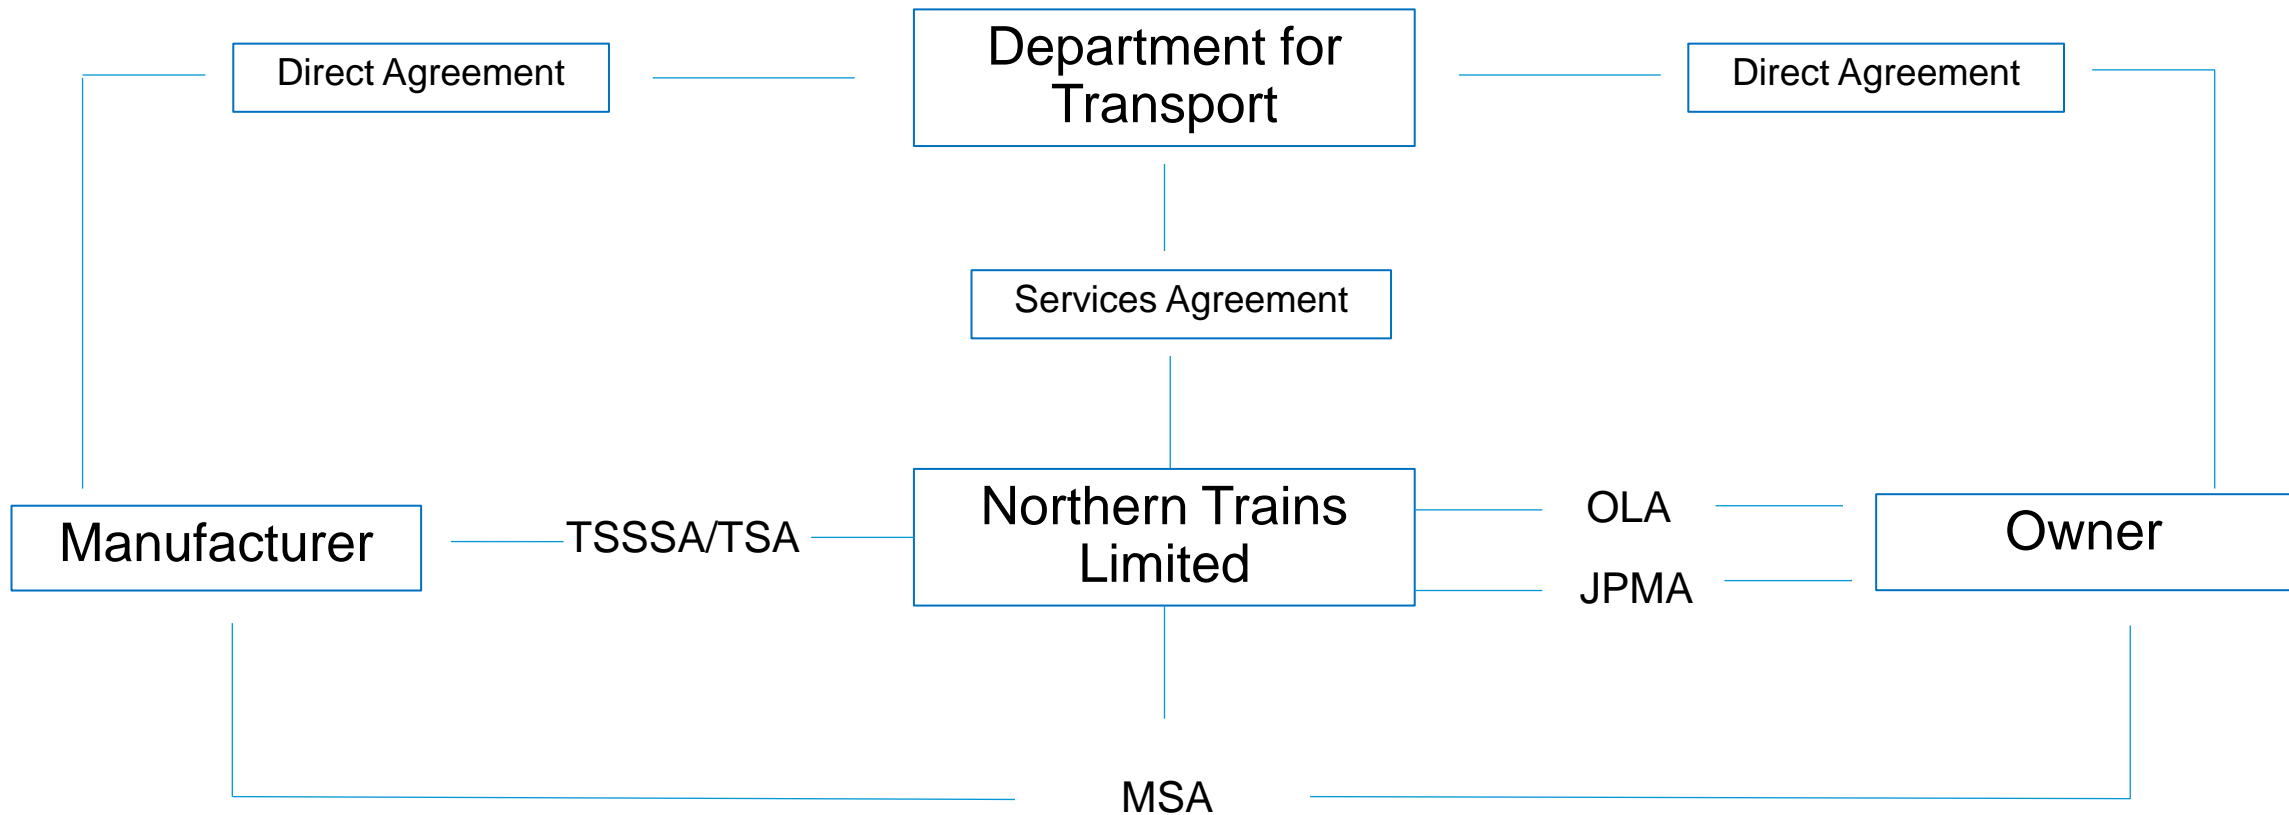 Department for
Transport
Direct Agreement
Direct Agreement
Services Agreement
Manufacturer
TSSSA/TSA
Northern Trains
Limited
OLA
JPMA
Owner
MSA